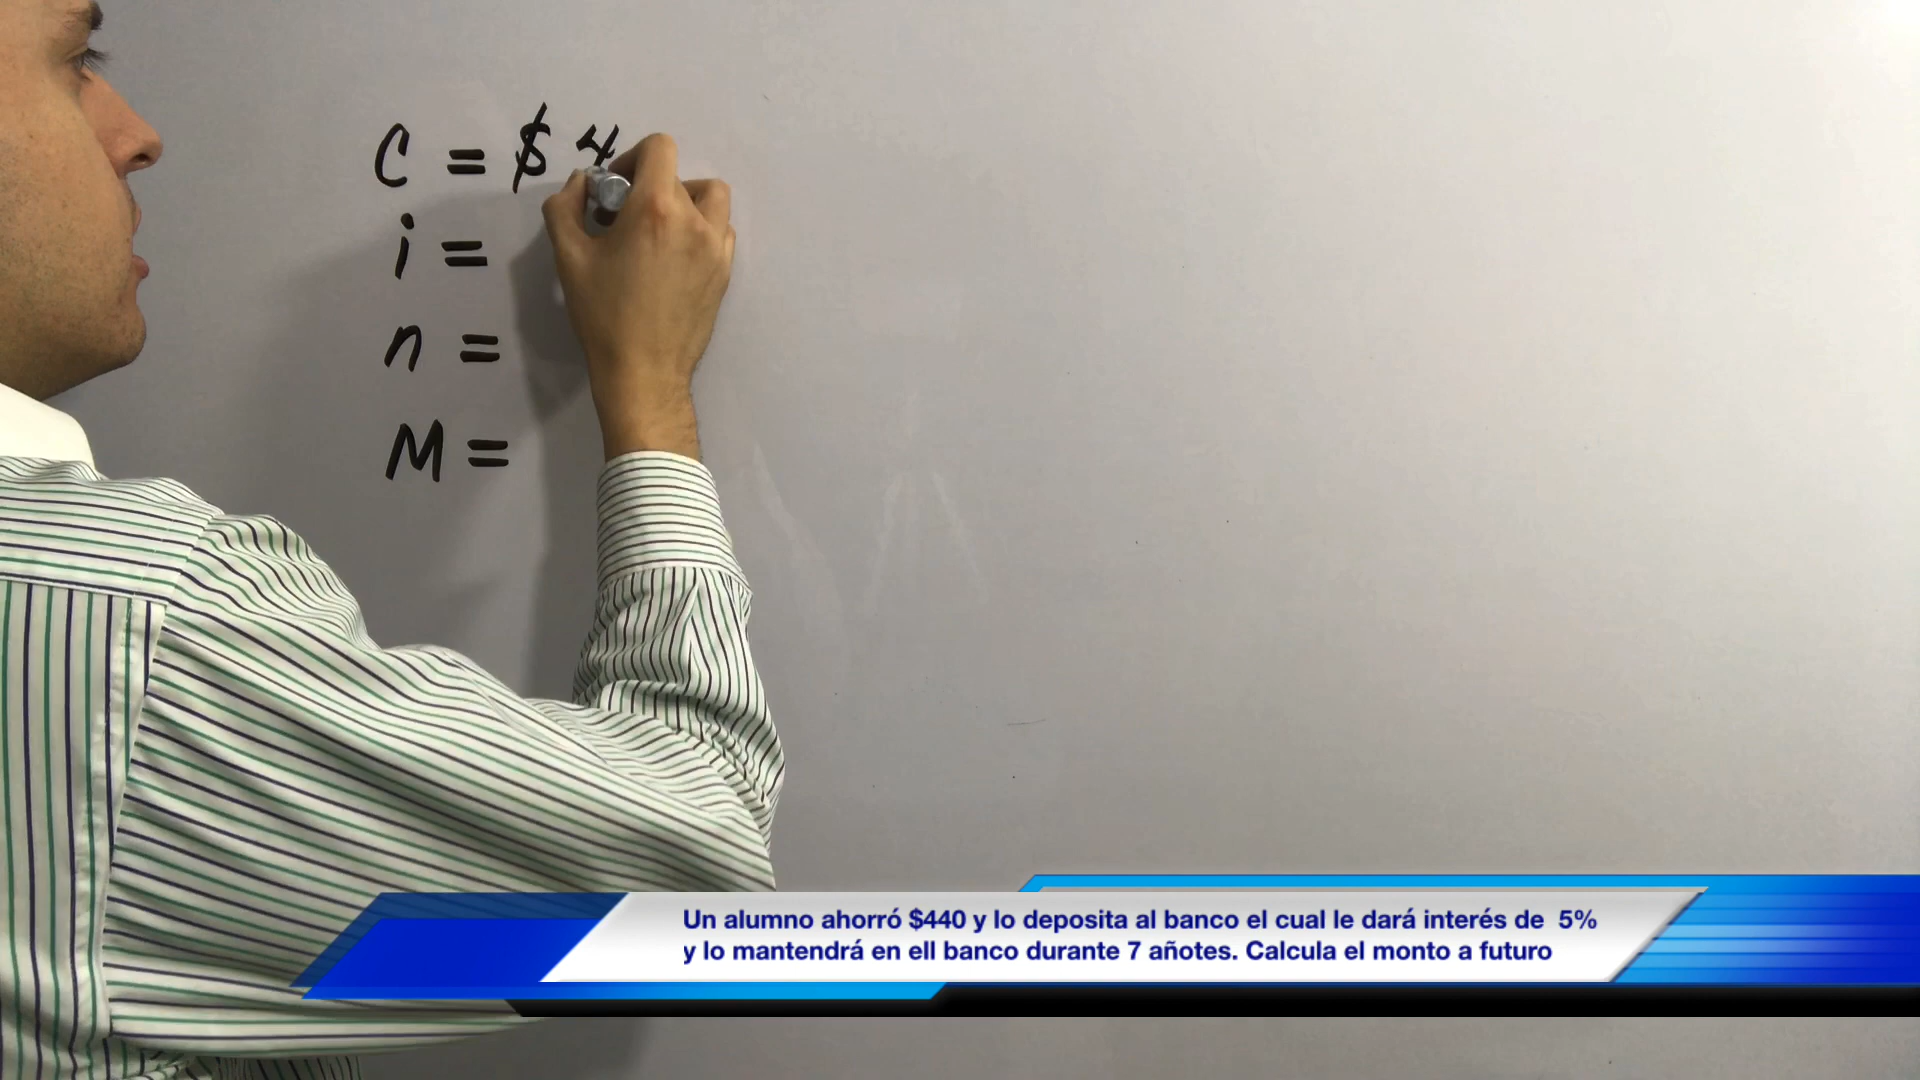 C = $ 4
i =
n =
M =
Un alumno ahorró $440 y lo deposita al banco el cual le dará interés de 5%
y lo mantendrá en ell banco durante 7 añotes. Calcula el monto a futuro